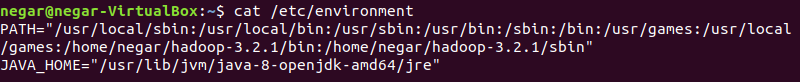 negar@negar-VirtualBox:~$ cat /etc/environment
PATH="/usr/local/sbin:/usr/local/bin:/usr/sbin:/usr/bin:/sbin:/bin:/usr/games:/usr/local
/games:/home/negar/hadoop-3.2.1/bin:/home/negar/hadoop-3.2.1/sbin"
JAVA_HOME="/usr/lib/jvm/java-8-openjdk-amd64/jre"